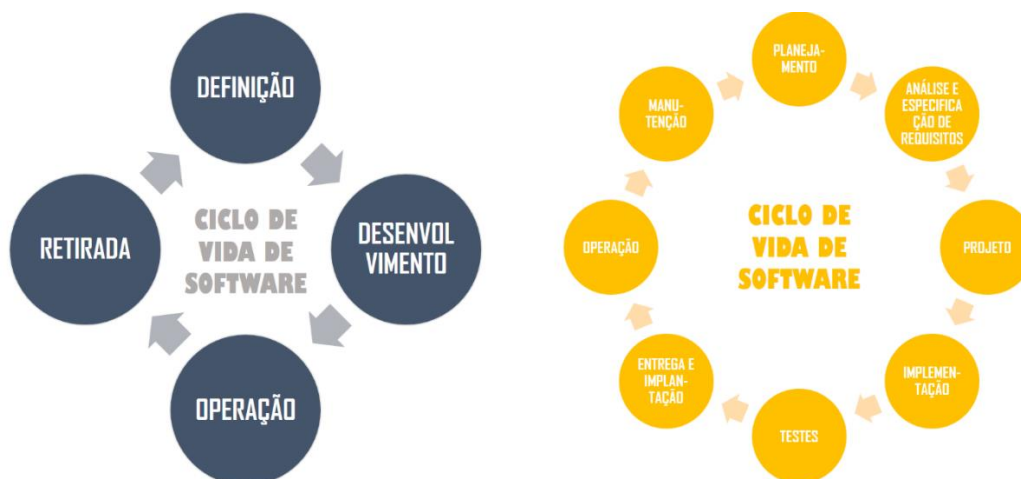 DEFINIÇÃO
DESENVOL
VIMENTO
OPERAÇÃO
RETIRADA
CICLO DE
VIDA DE
SOFTWARE
PLANEJA-
MENTO
ANÁLISE E
ESPECIFICA
ÇÃO DE
REQUISITOS
PROJETO
IMPLEMEN-
TAÇÃO
TESTES
ENTREGA E
IMPLAN-
TAÇÃO
OPERAÇÃO
MANU-
TENÇÃO
CICLO DE
VIDA DE
SOFTWARE